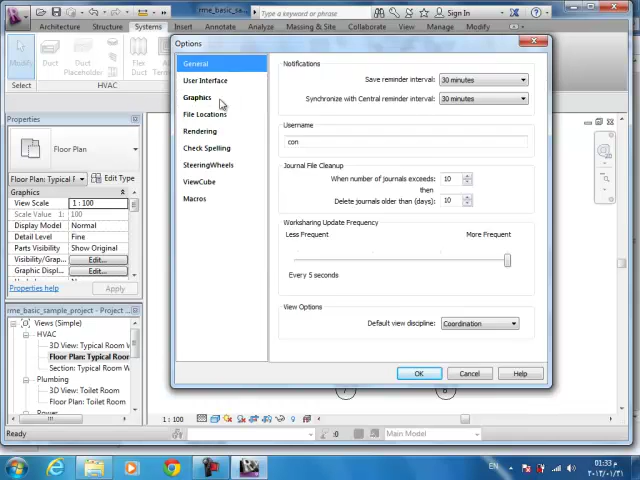 rme_basic_sa...
Sign In
Architecture
Structure
Systems
Insert
Annotate
Analyze
Massing & Site
Collaborate
View
Manage
Modify
Modify
Duct
Duct
Placeholder
Flex
Duct
Select
HVAC
Options
General
User Interface
Graphics
File Locations
Rendering
Check Spelling
SteeringWheels
ViewCube
Macros
Notifications
Save reminder interval: 30 minutes
Synchronize with Central reminder interval: 30 minutes
Username
con
Journal File Cleanup
When number of journals exceeds: 10
then
Delete journals older than (days): 10
Worksharing Update Frequency
Less Frequent
More Frequent
Every 5 seconds
View Options
Default view discipline: Coordination
OK
Cancel
Help
Properties
Floor Plan
Floor Plan: Typical F
Edit Type
Graphics
View Scale 1 : 100
Scale Value 1: 100
Display Model Normal
Detail Level Fine
Parts Visibility Show Original
Visibility/Grap... Edit...
Graphic Displ... Edit...
Properties help
Apply
rme_basic_sample_project - Project ...
Views (Simple)
HVAC
3D View: Typical Room
Floor Plan: Typical Roo
Section: Typical Room
Plumbing
3D View: Toilet Room
Floor Plan: Toilet Room
Power
7
8
1 : 100
Ready
:0
Main Model
EN
01:33 م
٢٠١٢/٠١/٣١